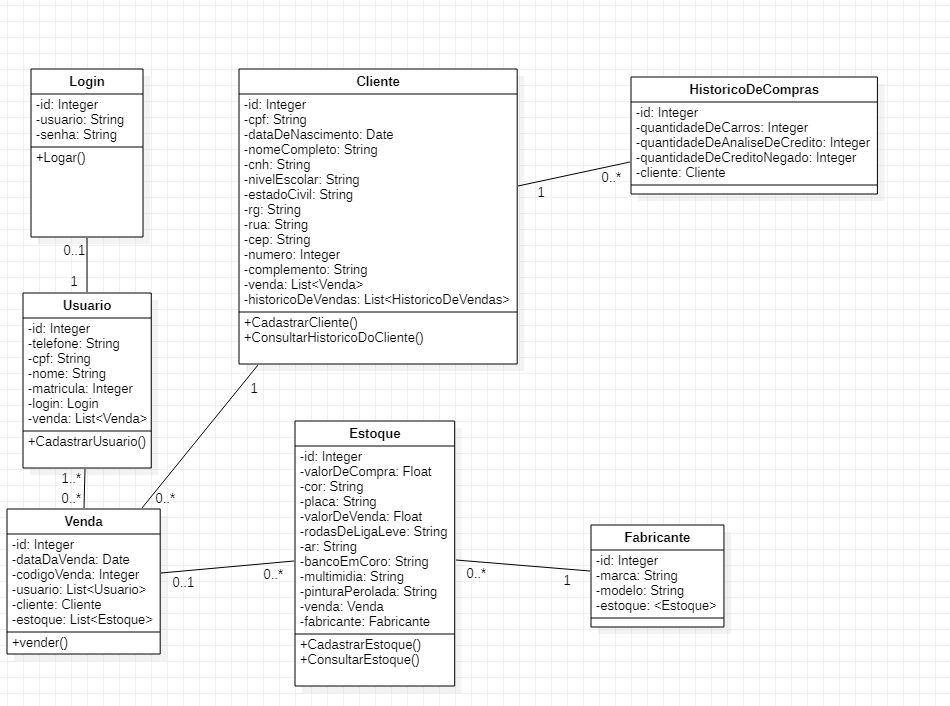 Login
-id: Integer
-usuario: String
-senha: String
+Logar()
0..1
1
Usuario
-id: Integer
-telefone: String
-cpf: String
-nome: String
-matricula: Integer
-login: Login
-venda: List<Venda>
+CadastrarUsuario()
1..*
0..*
Cliente
-id: Integer
-cpf: String
-dataDeNascimento: Date
-nomeCompleto: String
-cnh: String
-nivelEscolar: String
-estadoCivil: String
-rg: String
-rua: String
-cep: String
-numero: Integer
-complemento: String
-venda: List<Venda>
-historicoDeVendas: List<HistoricoDeVendas>
+CadastrarCliente()
+ConsultarHistoricoDoCliente()
1
0..*
1
0..*
HistoricoDeCompras
-id: Integer
-quantidadeDeCarros: Integer
-quantidadeDeAnaliseDeCredito: Integer
-quantidadeDeCreditoNegado: Integer
-cliente: Cliente
Venda
-id: Integer
-dataDaVenda: Date
-codigoVenda: Integer
-usuario: List<Usuario>
-cliente: Cliente
-estoque: List<Estoque>
+vender()
0..1
0..*
Estoque
-id: Integer
-valorDeCompra: Float
-cor: String
-placa: String
-valorDeVenda: Float
-rodasDeLigaLeve: String
-ar: String
-bancoEmCoro: String
-multimidia: String
-pinturaPerolada: String
-venda: Venda
-fabricante: Fabricante
+CadastrarEstoque()
+ConsultarEstoque()
0..*
1
Fabricante
-id: Integer
-marca: String
-modelo: String
-estoque: <Estoque>